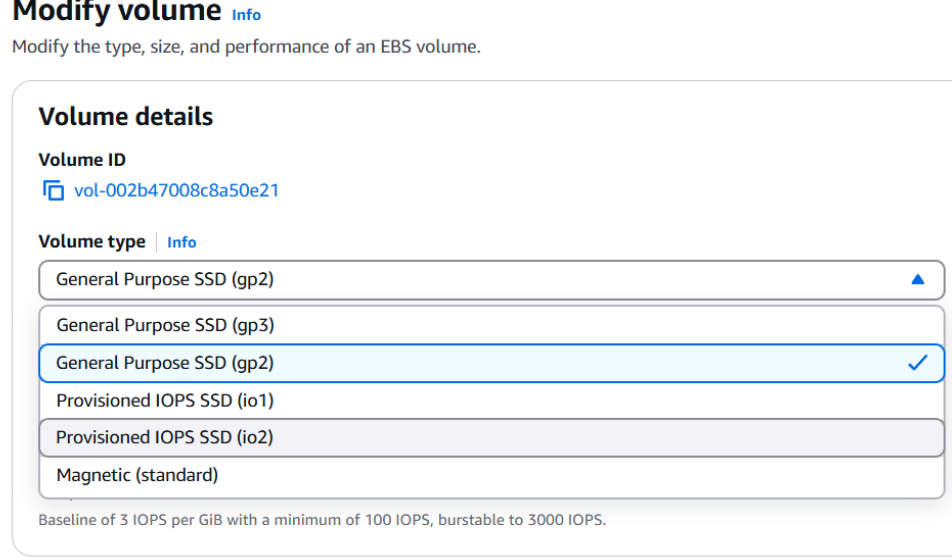 Modify volume Info
Modify the type, size, and performance of an EBS volume.
Volume details
Volume ID
vol-002b47008c8a50e21
Volume type Info
General Purpose SSD (gp2)
General Purpose SSD (gp3)
General Purpose SSD (gp2)
Provisioned IOPS SSD (io1)
Provisioned IOPS SSD (io2)
Magnetic (standard)
Baseline of 3 IOPS per GiB with a minimum of 100 IOPS, burstable to 3000 IOPS.